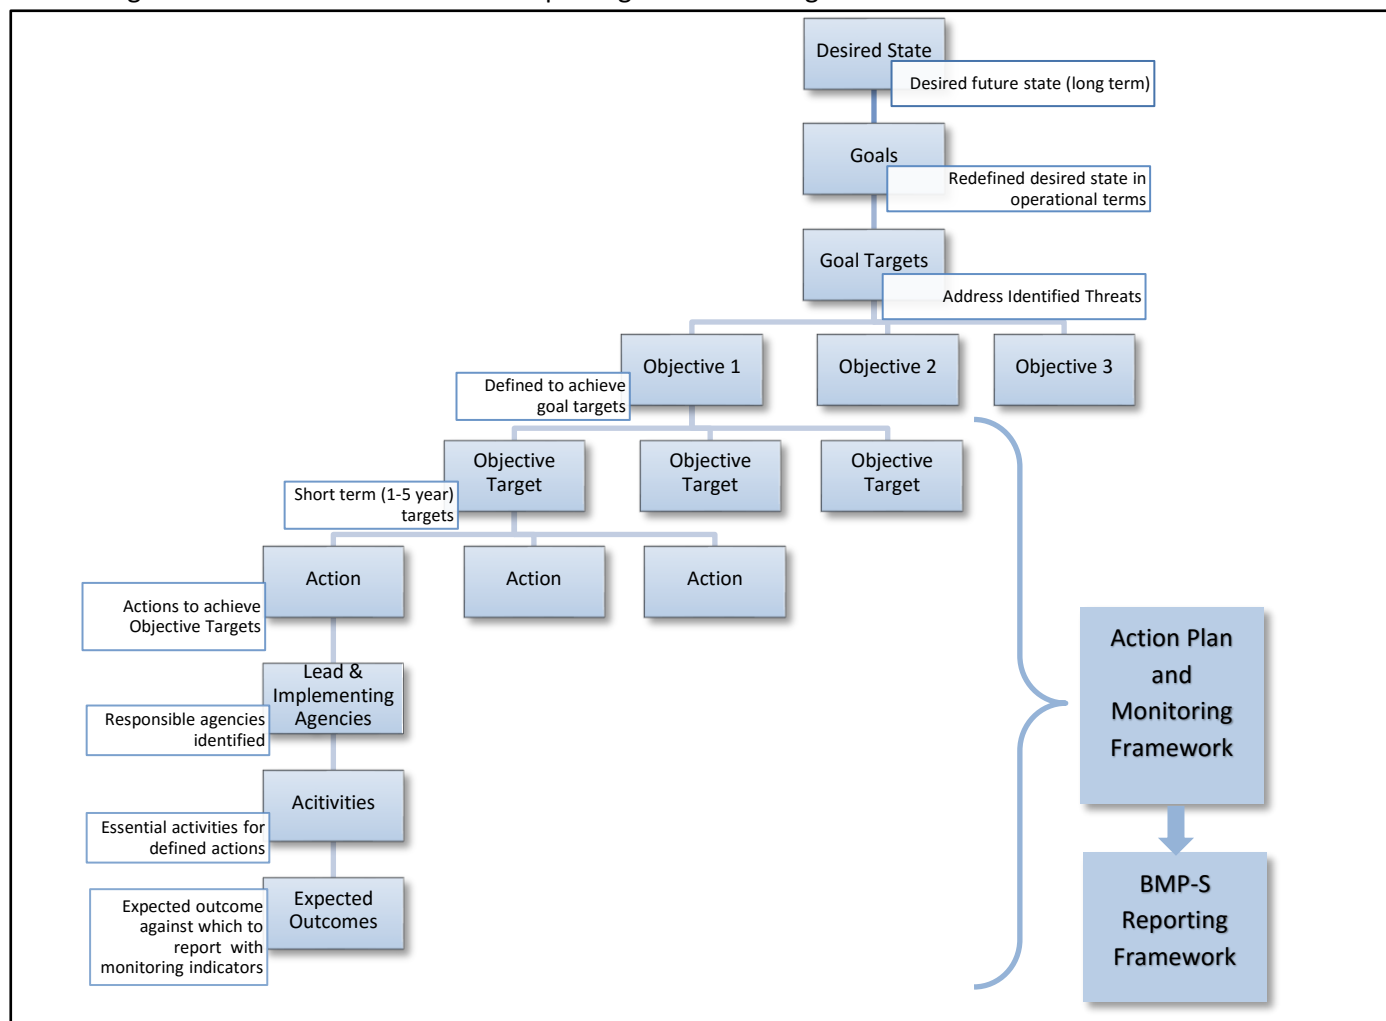 Desired State
Desired future state (long term)
Goals
Redefined desired state in
operational terms
Goal Targets
Address Identified Threats
Objective 1
Objective 2
Objective 3
Defined to achieve
goal targets
Objective
Target
Objective
Target
Objective
Target
Short term (1-5 year)
targets
Action
Action
Action
Actions to achieve
Objective Targets
Lead &
Implementing
Agencies
Responsible agencies
identified
Acitivities
Essential activities for
defined actions
Expected
Outcomes
Expected outcome
against which to
report with
monitoring indicators
Action Plan
and
Monitoring
Framework
BMP-S
Reporting
Framework